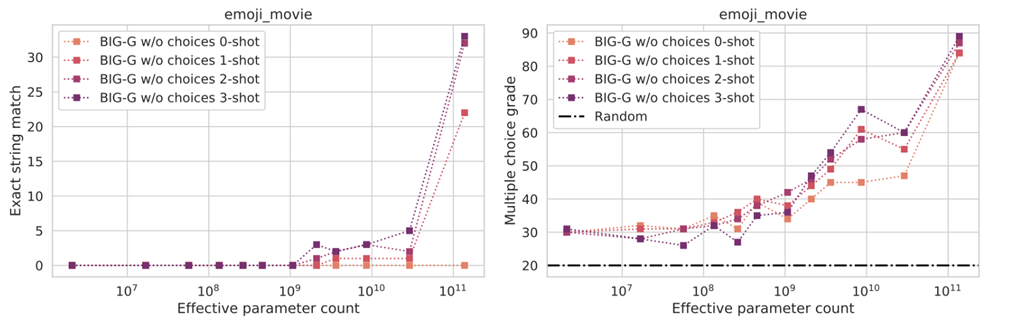 emoji_movie
BIG-G w/o choices 0-shot
BIG-G w/o choices 1-shot
BIG-G w/o choices 2-shot
BIG-G w/o choices 3-shot
Exact string match
30
25
20
15
10
5
0
10⁷ 10⁸ 10⁹ 10¹⁰ 10¹¹
Effective parameter count
emoji_movie
BIG-G w/o choices 0-shot
BIG-G w/o choices 1-shot
BIG-G w/o choices 2-shot
BIG-G w/o choices 3-shot
Random
Multiple choice grade
90
80
70
60
50
40
30
20
10⁷ 10⁸ 10⁹ 10¹⁰ 10¹¹
Effective parameter count